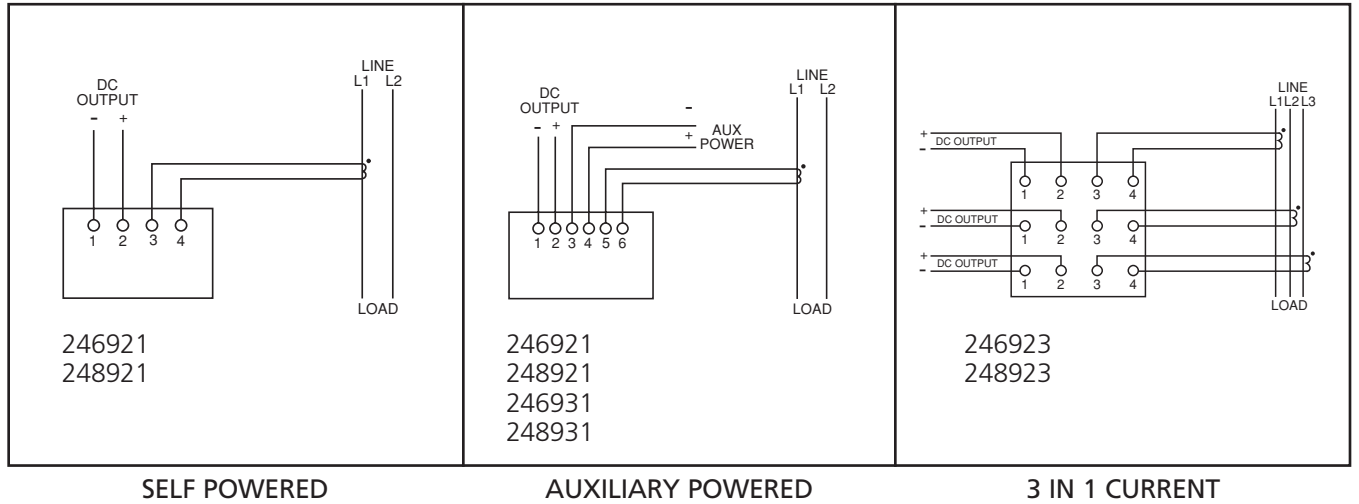 DC
OUTPUT
- +
LINE
L1 L2
1 2 3 4
LOAD
246921
248921
SELF POWERED
DC
OUTPUT
- +
-
+ AUX
POWER
LINE
L1 L2
1 2 3 4 5 6
LOAD
246921
248921
246931
248931
AUXILIARY POWERED
LINE
L1 L2 L3
+
- DC OUTPUT
1 2 3 4
+
- DC OUTPUT
1 2 3 4
+
- DC OUTPUT
1 2 3 4
LOAD
246923
248923
3 IN 1 CURRENT